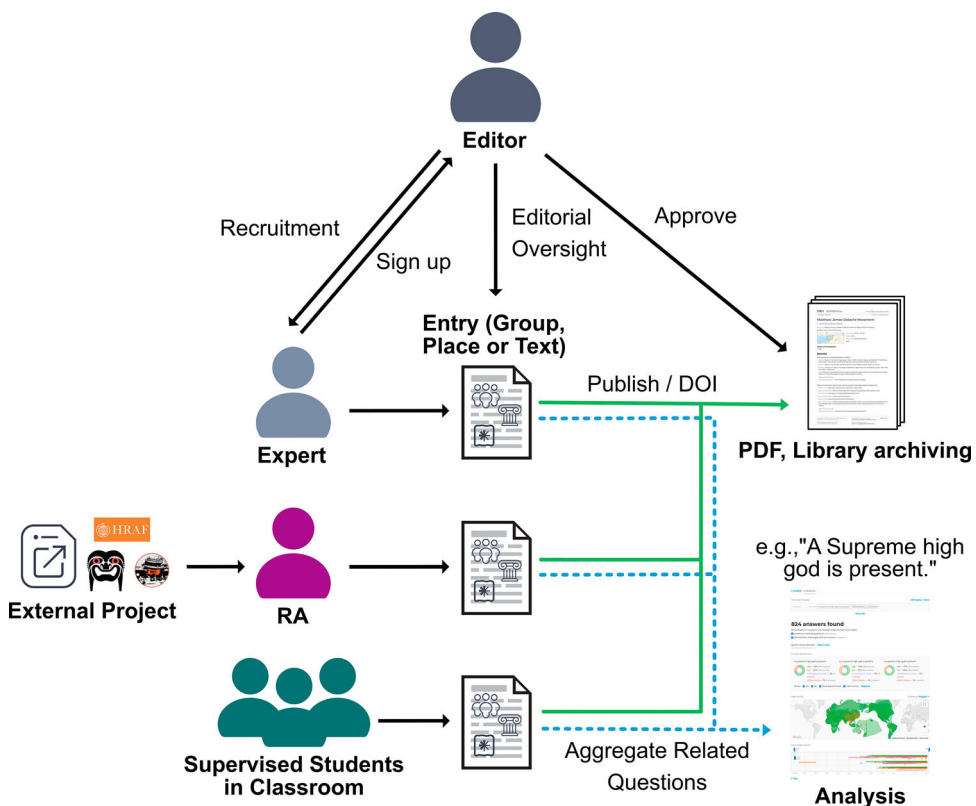 Editor
Recruitment
Sign up
Editorial
Oversight
Approve
Entry (Group,
Place or Text)
Publish / DOI
Expert
PDF, Library archiving
HRAF
External Project
RA
e.g.,"A Supreme high
god is present."
824 answers found
Supervised Students
in Classroom
Aggregate Related
Questions
Analysis